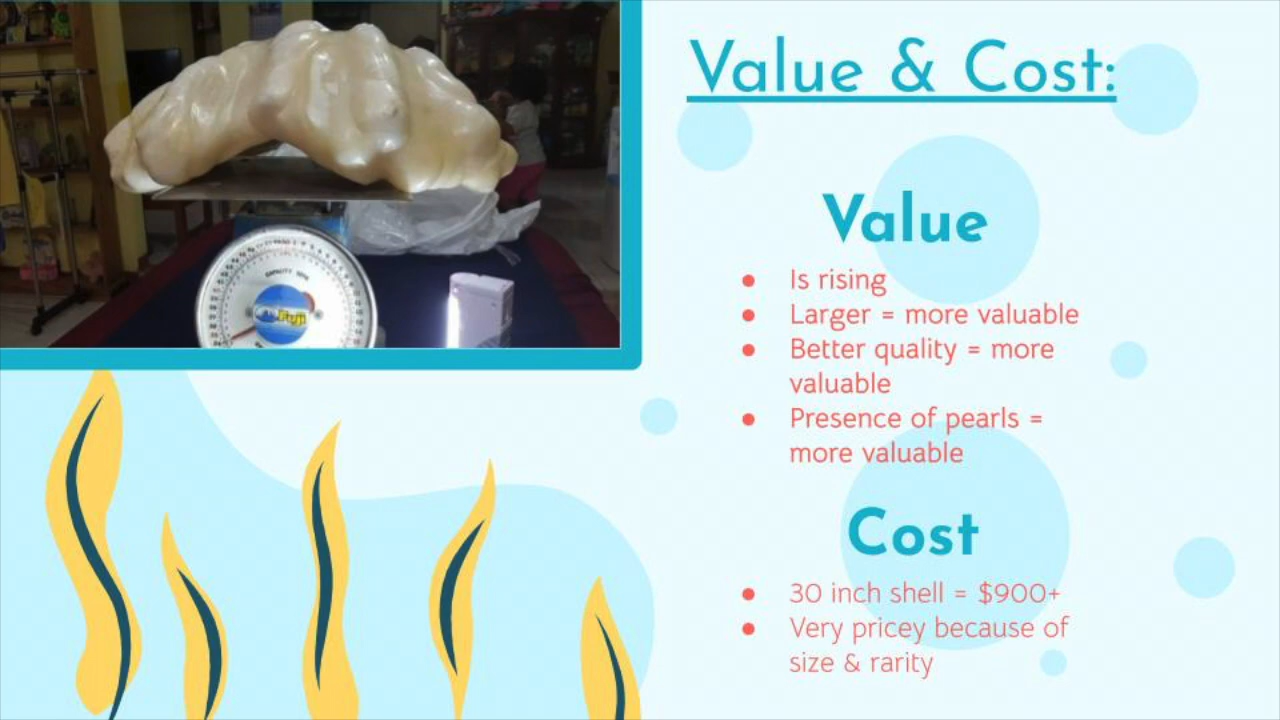 Value & Cost:
Value
● Is rising
● Larger = more valuable
● Better quality = more
valuable
● Presence of pearls =
more valuable
Cost
● 30 inch shell = $900+
● Very pricey because of
size & rarity
Fuji